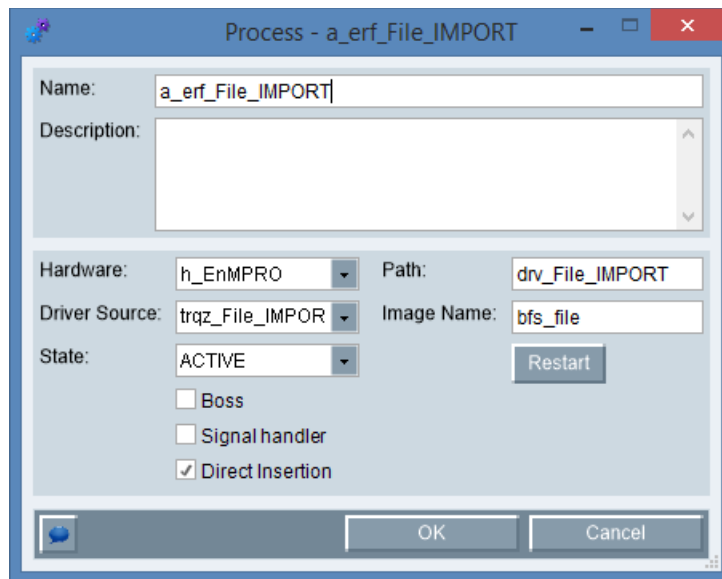 Process - a_erf_File_IMPORT
Name: a_erf_File_IMPORT
Description:
Hardware: h_EnMPRO Path: drv_File_IMPORT
Driver Source: trqz_File_IMPOR Image Name: bfs_file
State: ACTIVE Restart
Boss
Signal handler
Direct Insertion
OK Cancel